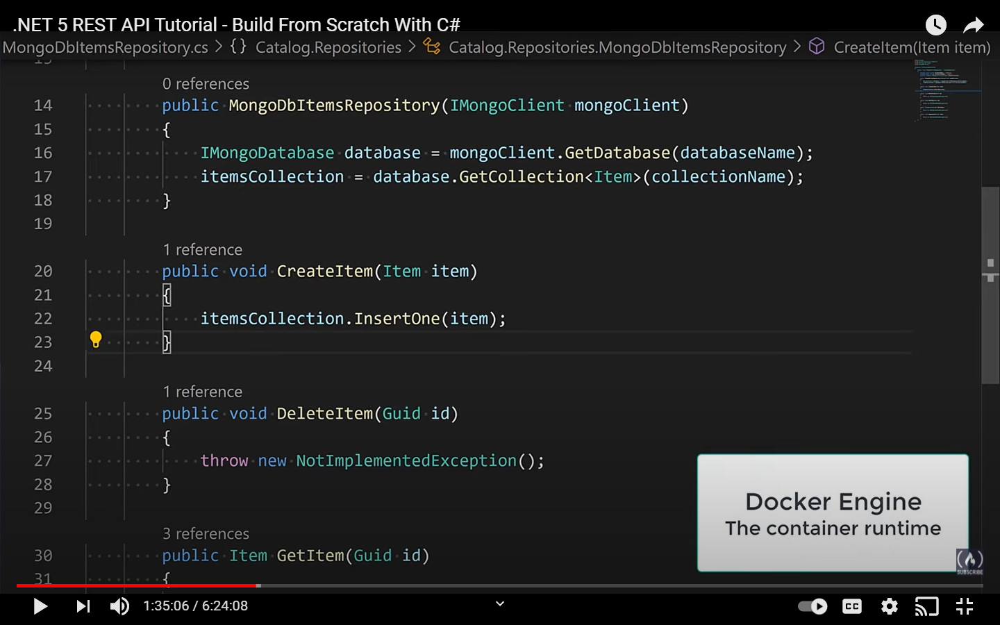 .NET 5 REST API Tutorial - Build From Scratch With C#
MongoDbItemsRepository.cs > {} Catalog.Repositories > Catalog.Repositories.MongoDbItemsRepository > CreateItem(Item item)
0 references
14 public MongoDbItemsRepository(IMongoClient mongoClient)
15 {
16 IMongoDatabase database = mongoClient.GetDatabase(databaseName);
17 itemsCollection = database.GetCollection<Item>(collectionName);
18 }
19
1 reference
20 public void CreateItem(Item item)
21 {
22 itemsCollection.InsertOne(item);
23 }
24
1 reference
25 public void DeleteItem(Guid id)
26 {
27 throw new NotImplementedException();
28 }
29
Docker Engine
The container runtime
3 references
30 public Item GetItem(Guid id)
31 {
SUBSCRIBE
1:35:06 / 6:24:08
CC